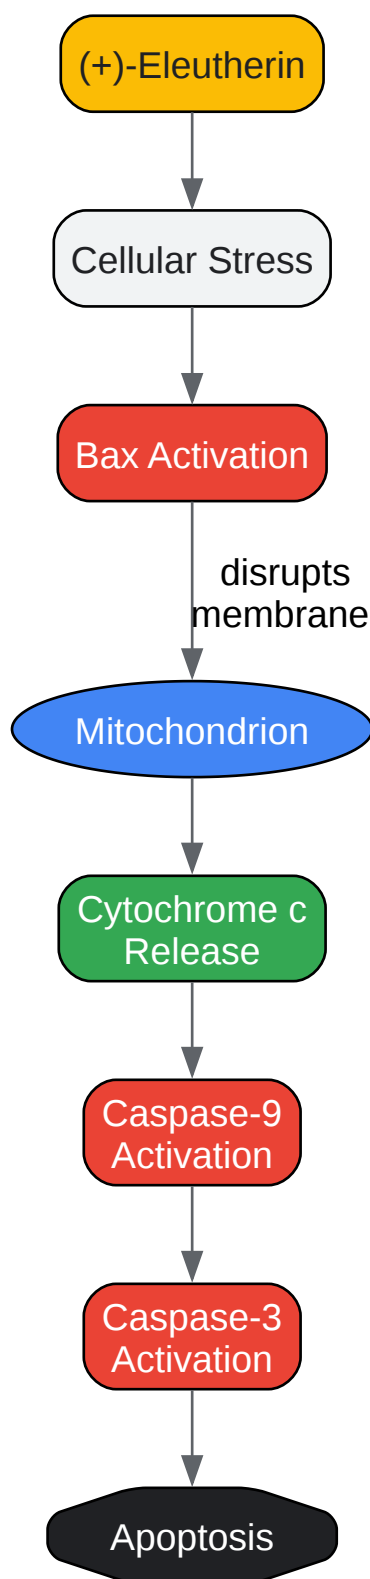 (+)-Eleutherin
Cellular Stress
Bax Activation
disrupts
membrane
Mitochondrion
Cytochrome c
Release
Caspase-9
Activation
Caspase-3
Activation
Apoptosis